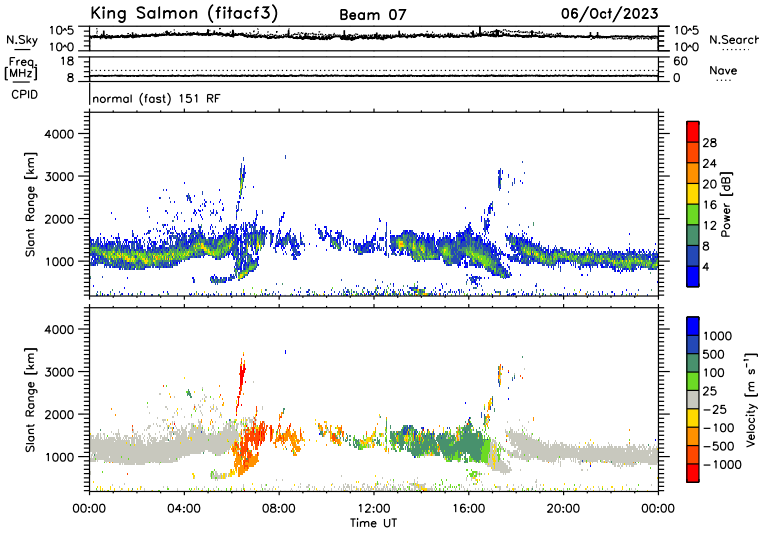 King Salmon (fitacf3) Beam 07 06/Oct/2023
N.Sky 10^5 10^0 10^5 10^0 N.Search
Freq. [MHz] 18 8 60 0 Nave
CPID normal (fast) 151 RF
Slant Range [km] 4000 3000 2000 1000
Power [dB] 28 24 20 16 12 8 4
Slant Range [km] 4000 3000 2000 1000
Velocity [m s^-1] 1000 500 100 25 -25 -100 -500 -1000
00:00 04:00 08:00 12:00 16:00 20:00 00:00
Time UT